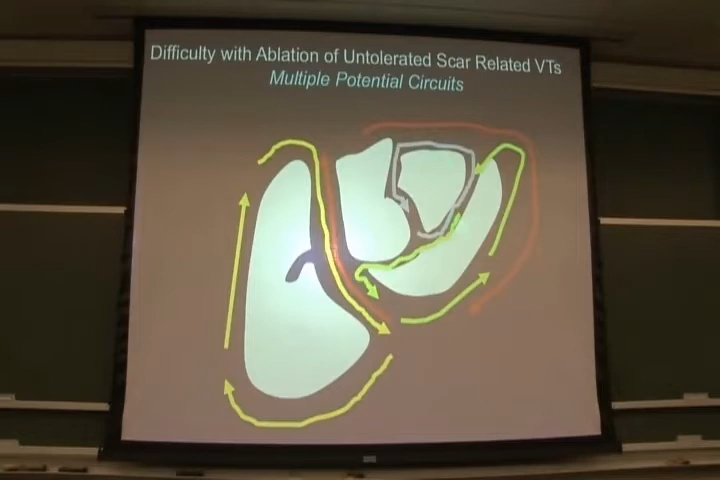 Difficulty with Ablation of Untolerated Scar Related VTs
Multiple Potential Circuits